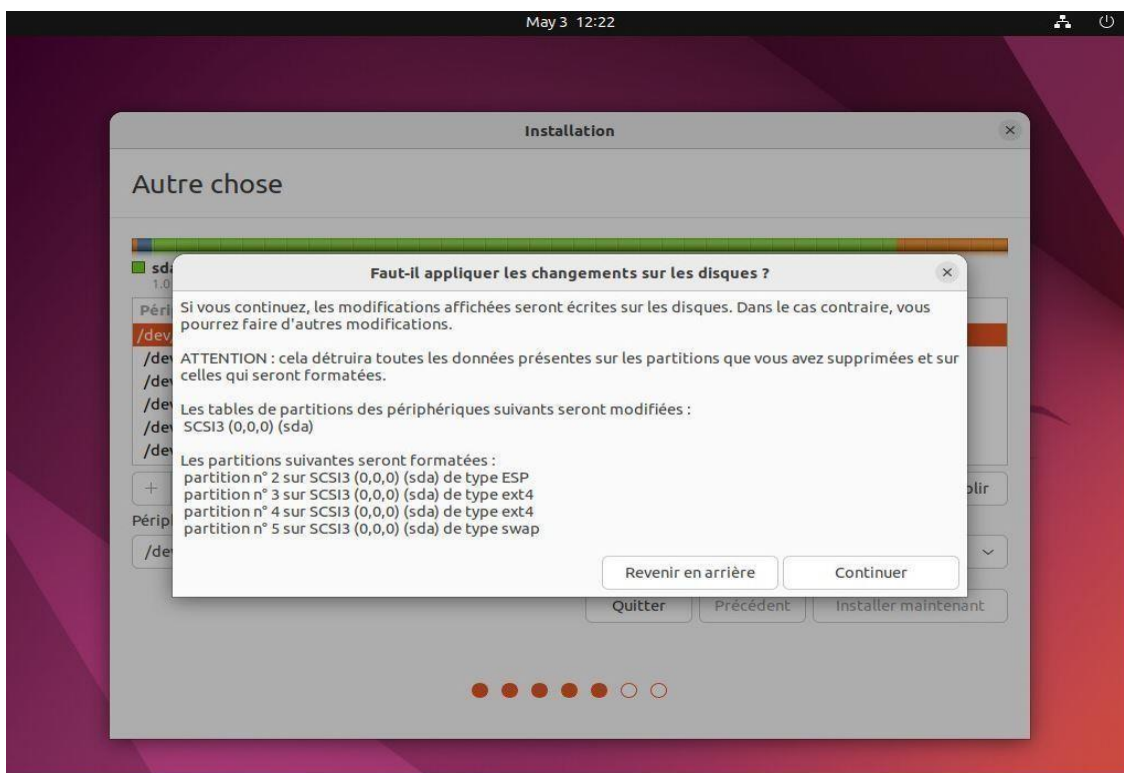 May 3 12:22
Installation
Autre chose
sda
1.0
Faut-il appliquer les changements sur les disques ?
Si vous continuez, les modifications affichées seront écrites sur les disques. Dans le cas contraire, vous
pourrez faire d'autres modifications.
ATTENTION : cela détruira toutes les données présentes sur les partitions que vous avez supprimées et sur
celles qui seront formatées.
Les tables de partitions des périphériques suivants seront modifiées :
SCSI3 (0,0,0) (sda)
Les partitions suivantes seront formatées :
partition n° 2 sur SCSI3 (0,0,0) (sda) de type ESP
partition n° 3 sur SCSI3 (0,0,0) (sda) de type ext4
partition n° 4 sur SCSI3 (0,0,0) (sda) de type ext4
partition n° 5 sur SCSI3 (0,0,0) (sda) de type swap
Revenir en arrière Continuer
Quitter Précédent Installer maintenant